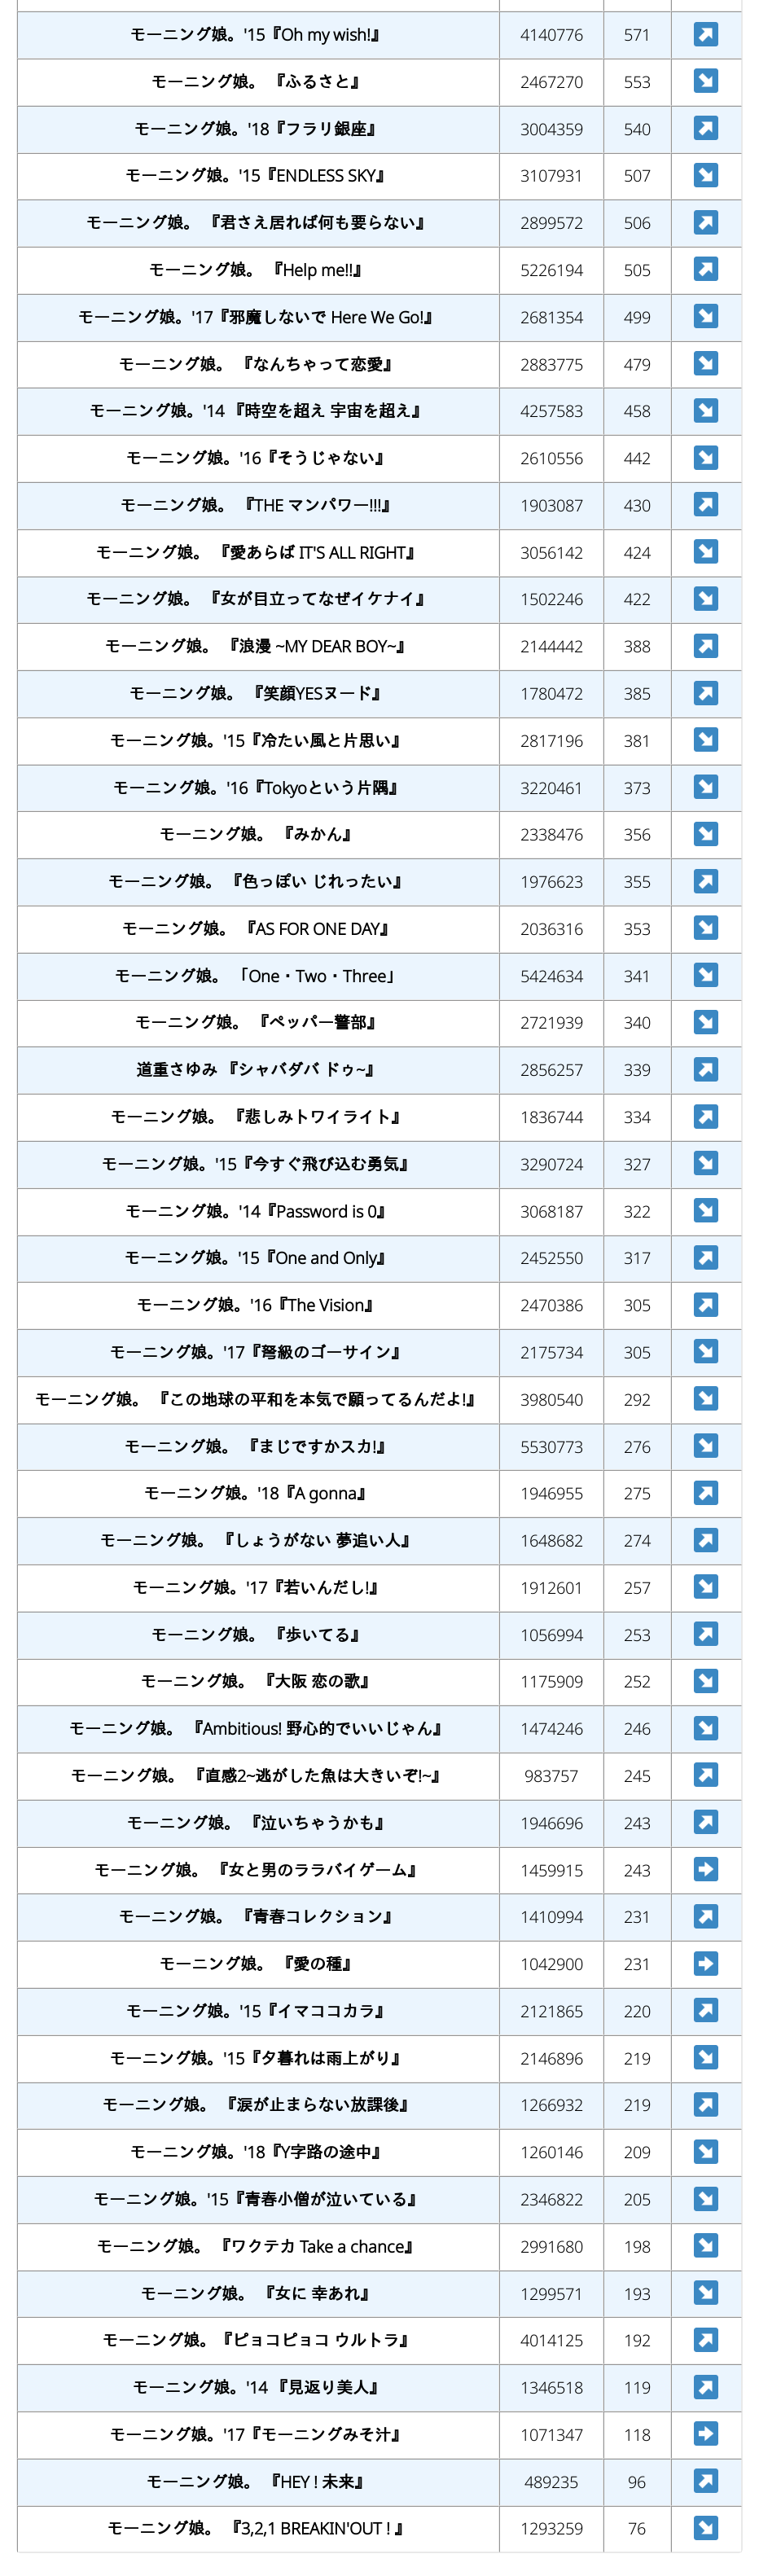 モーニング娘。'15『Oh my wish!』 4140776 571 ↗
モーニング娘。 『ふるさと』 2467270 553 ↘
モーニング娘。'18『フラリ銀座』 3004359 540 ↗
モーニング娘。'15『ENDLESS SKY』 3107931 507 ↘
モーニング娘。 『君さえ居れば何も要らない』 2899572 506 ↗
モーニング娘。 『Help me!!』 5226194 505 ↗
モーニング娘。'17『邪魔しないで Here We Go!』 2681354 499 ↘
モーニング娘。 『なんちゃって恋愛』 2883775 479 ↘
モーニング娘。'14 『時空を超え 宇宙を超え』 4257583 458 ↘
モーニング娘。'16『そうじゃない』 2610556 442 ↘
モーニング娘。 『THE マンパワー!!!』 1903087 430 ↗
モーニング娘。 『愛あらば IT'S ALL RIGHT』 3056142 424 ↘
モーニング娘。 『女が目立ってなぜイケナイ』 1502246 422 ↘
モーニング娘。 『浪漫 ~MY DEAR BOY~』 2144442 388 ↗
モーニング娘。 『笑顔YESヌード』 1780472 385 ↗
モーニング娘。'15『冷たい風と片思い』 2817196 381 ↘
モーニング娘。'16『Tokyoという片隅』 3220461 373 ↘
モーニング娘。 『みかん』 2338476 356 ↘
モーニング娘。 『色っぽい じれったい』 1976623 355 ↗
モーニング娘。 『AS FOR ONE DAY』 2036316 353 ↘
モーニング娘。 「One・Two・Three」 5424634 341 ↘
モーニング娘。 『ペッパー警部』 2721939 340 ↘
道重さゆみ 『シャバダバ ドゥ~』 2856257 339 ↗
モーニング娘。 『悲しみトワイライト』 1836744 334 ↗
モーニング娘。'15『今すぐ飛び込む勇気』 3290724 327 ↘
モーニング娘。'14『Password is 0』 3068187 322 ↘
モーニング娘。'15『One and Only』 2452550 317 ↗
モーニング娘。'16『The Vision』 2470386 305 ↗
モーニング娘。'17『弩級のゴーサイン』 2175734 305 ↘
モーニング娘。 『この地球の平和を本気で願ってるんだよ!』 3980540 292 ↘
モーニング娘。 『まじですかスカ!』 5530773 276 ↘
モーニング娘。'18『A gonna』 1946955 275 ↗
モーニング娘。 『しょうがない 夢追い人』 1648682 274 ↗
モーニング娘。'17『若いんだし!』 1912601 257 ↘
モーニング娘。 『歩いてる』 1056994 253 ↗
モーニング娘。 『大阪 恋の歌』 1175909 252 ↘
モーニング娘。 『Ambitious! 野心的でいいじゃん』 1474246 246 ↘
モーニング娘。 『直感2~逃がした魚は大きいぞ!~』 983757 245 ↗
モーニング娘。 『泣いちゃうかも』 1946696 243 ↗
モーニング娘。 『女と男のララバイゲーム』 1459915 243 ➡
モーニング娘。 『青春コレクション』 1410994 231 ↗
モーニング娘。 『愛の種』 1042900 231 ➡
モーニング娘。'15『イマココカラ』 2121865 220 ↗
モーニング娘。'15『夕暮れは雨上がり』 2146896 219 ↘
モーニング娘。 『涙が止まらない放課後』 1266932 219 ↗
モーニング娘。'18『Y字路の途中』 1260146 209 ↘
モーニング娘。'15『青春小僧が泣いている』 2346822 205 ↘
モーニング娘。 『ワクテカ Take a chance』 2991680 198 ↘
モーニング娘。 『女に 幸あれ』 1299571 193 ↘
モーニング娘。『ピョコピョコ ウルトラ』 4014125 192 ↗
モーニング娘。'14 『見返り美人』 1346518 119 ↗
モーニング娘。'17『モーニングみそ汁』 1071347 118 ➡
モーニング娘。 『HEY ! 未来』 489235 96 ↗
モーニング娘。 『3,2,1 BREAKIN'OUT ! 』 1293259 76 ↘